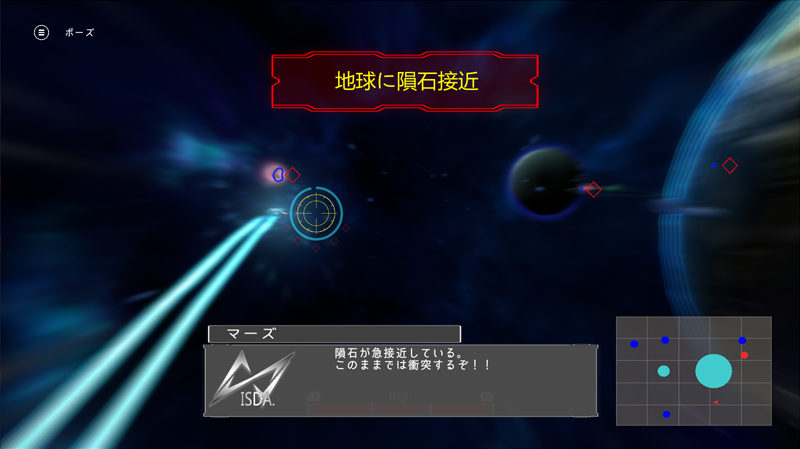 ポーズ
地球に隕石接近
マーズ
隕石が急接近している。
このままでは衝突するぞ！！
ISDA.